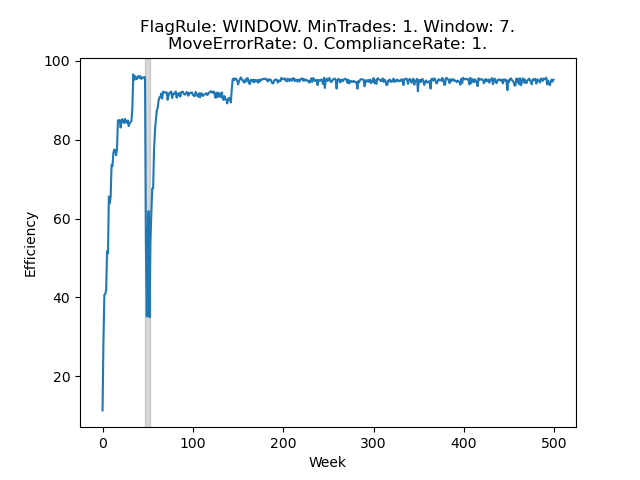 FlagRule: WINDOW. MinTrades: 1. Window: 7.
MoveErrorRate: 0. ComplianceRate: 1.
100
80
60
40
20
Efficiency
0 100 200 300 400 500
Week